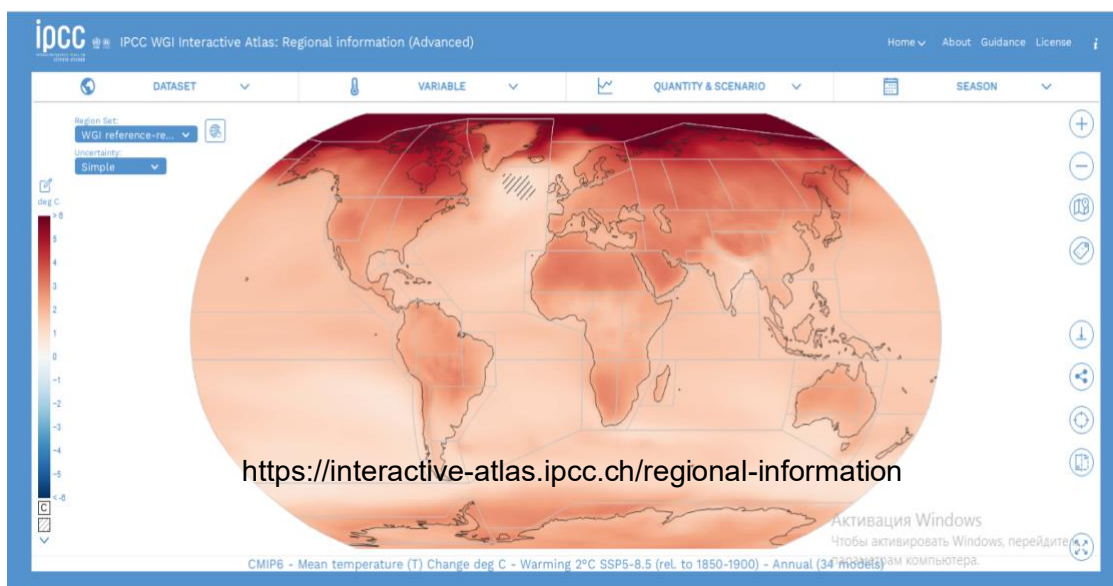 ipcc
IPCC WGI Interactive Atlas: Regional information (Advanced)
Home About Guidance License i
DATASET VARIABLE QUANTITY & SCENARIO SEASON
Region Set:
WGI reference-re...
Uncertainty:
Simple
deg C
> 6
5
4
3
2
1
0
-1
-2
-3
-4
-5
< -6
C
https://interactive-atlas.ipcc.ch/regional-information
Активация Windows
Чтобы активировать Windows, перейдите к
параметрам компьютера.
CMIP6 - Mean temperature (T) Change deg C - Warming 2°C SSP5-8.5 (rel. to 1850-1900) - Annual (34 models)